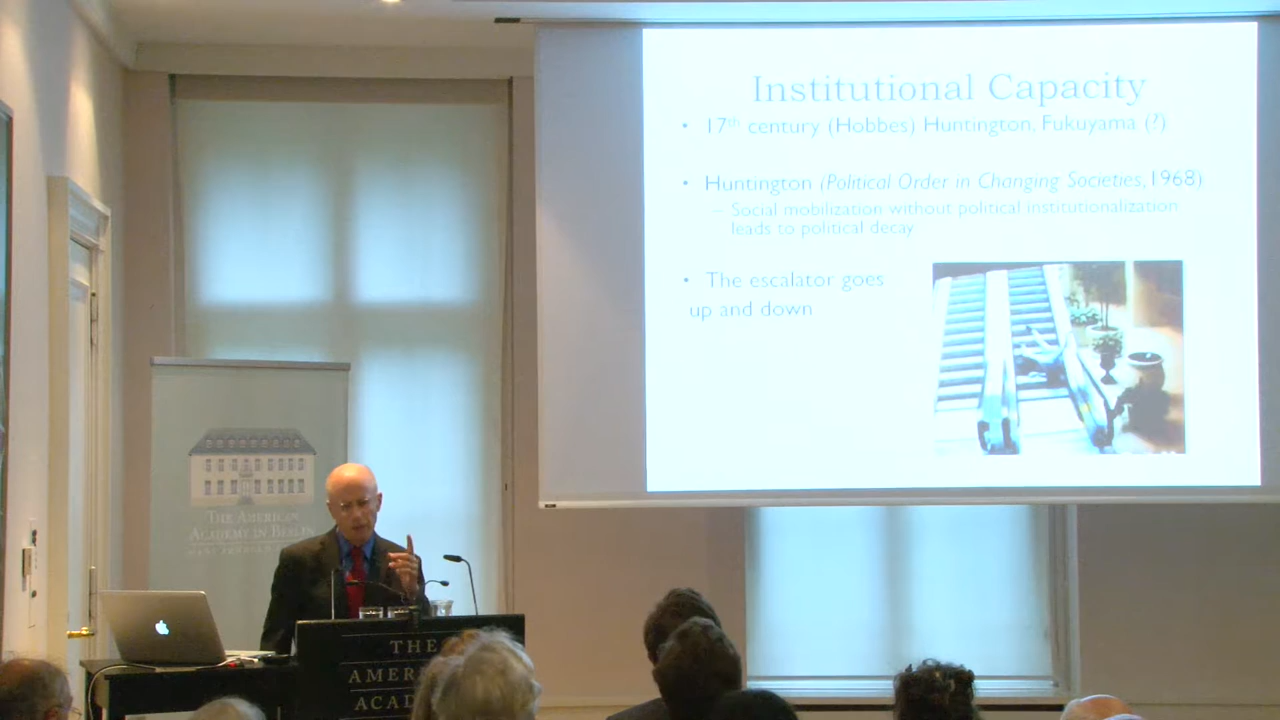 Institutional Capacity
• 17th century (Hobbes) Huntington, Fukuyama (?)
• Huntington (Political Order in Changing Societies, 1968)
– Social mobilization without political institutionalization
leads to political decay
• The escalator goes
up and down
THE AMERICAN
ACADEMY IN BERLIN
THE
AMER
ACAD